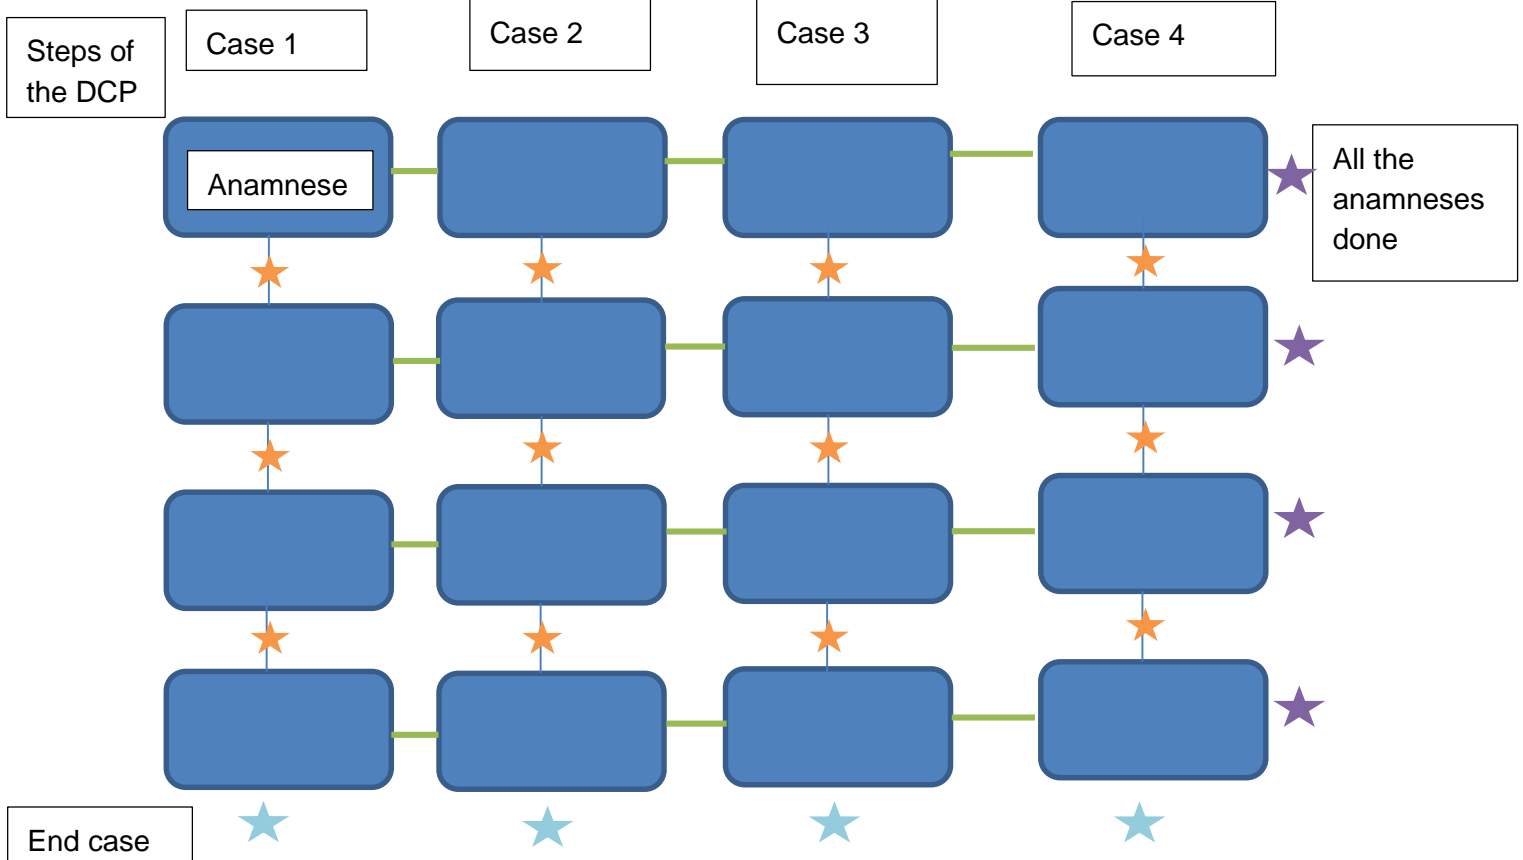 Steps of
the DCP
Case 1
Case 2
Case 3
Case 4
Anamnese
All the
anamneses
done
End case